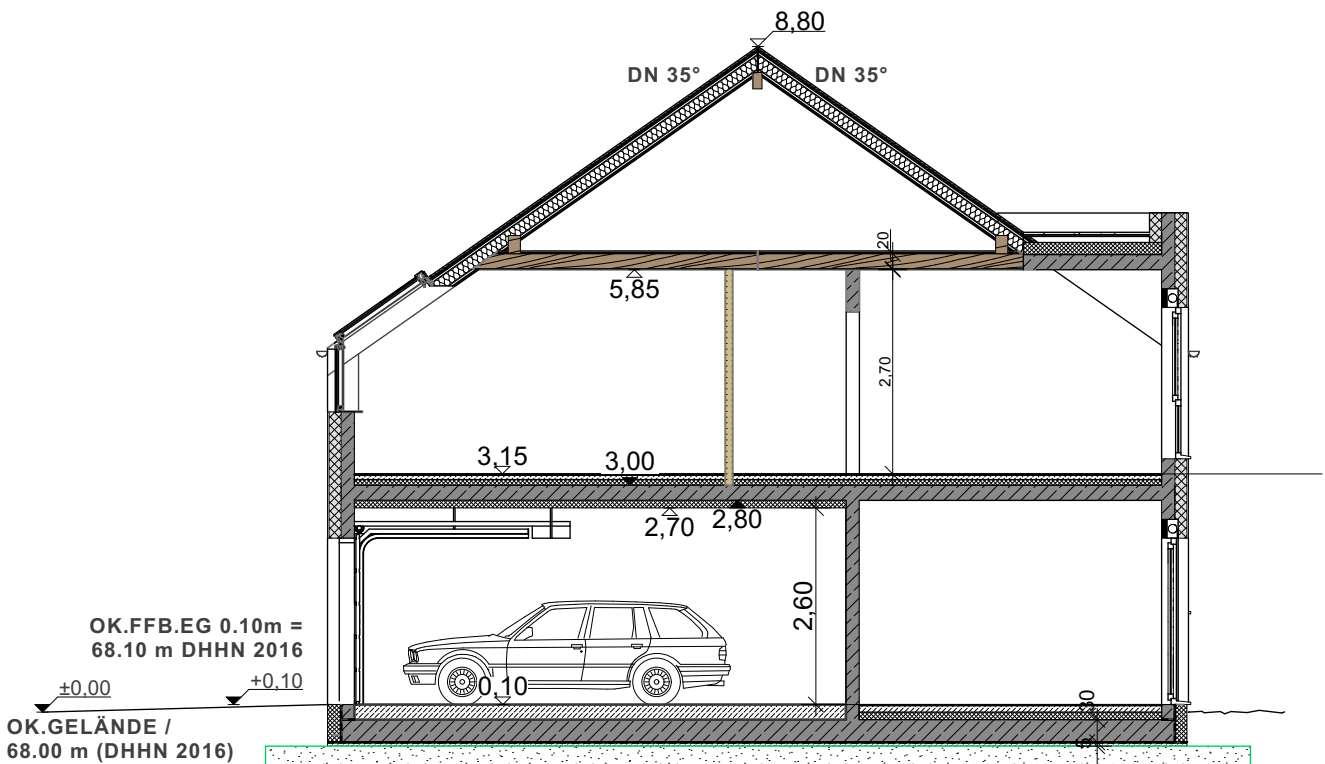 8,80
DN 35°
DN 35°
20
5,85
2,70
3,15
3,00
2,70
2,80
2,60
OK.FFB.EG 0.10m =
68.10 m DHHN 2016
±0,00
+0,10
0,10
30
OK.GELÄNDE /
68.00 m (DHHN 2016)